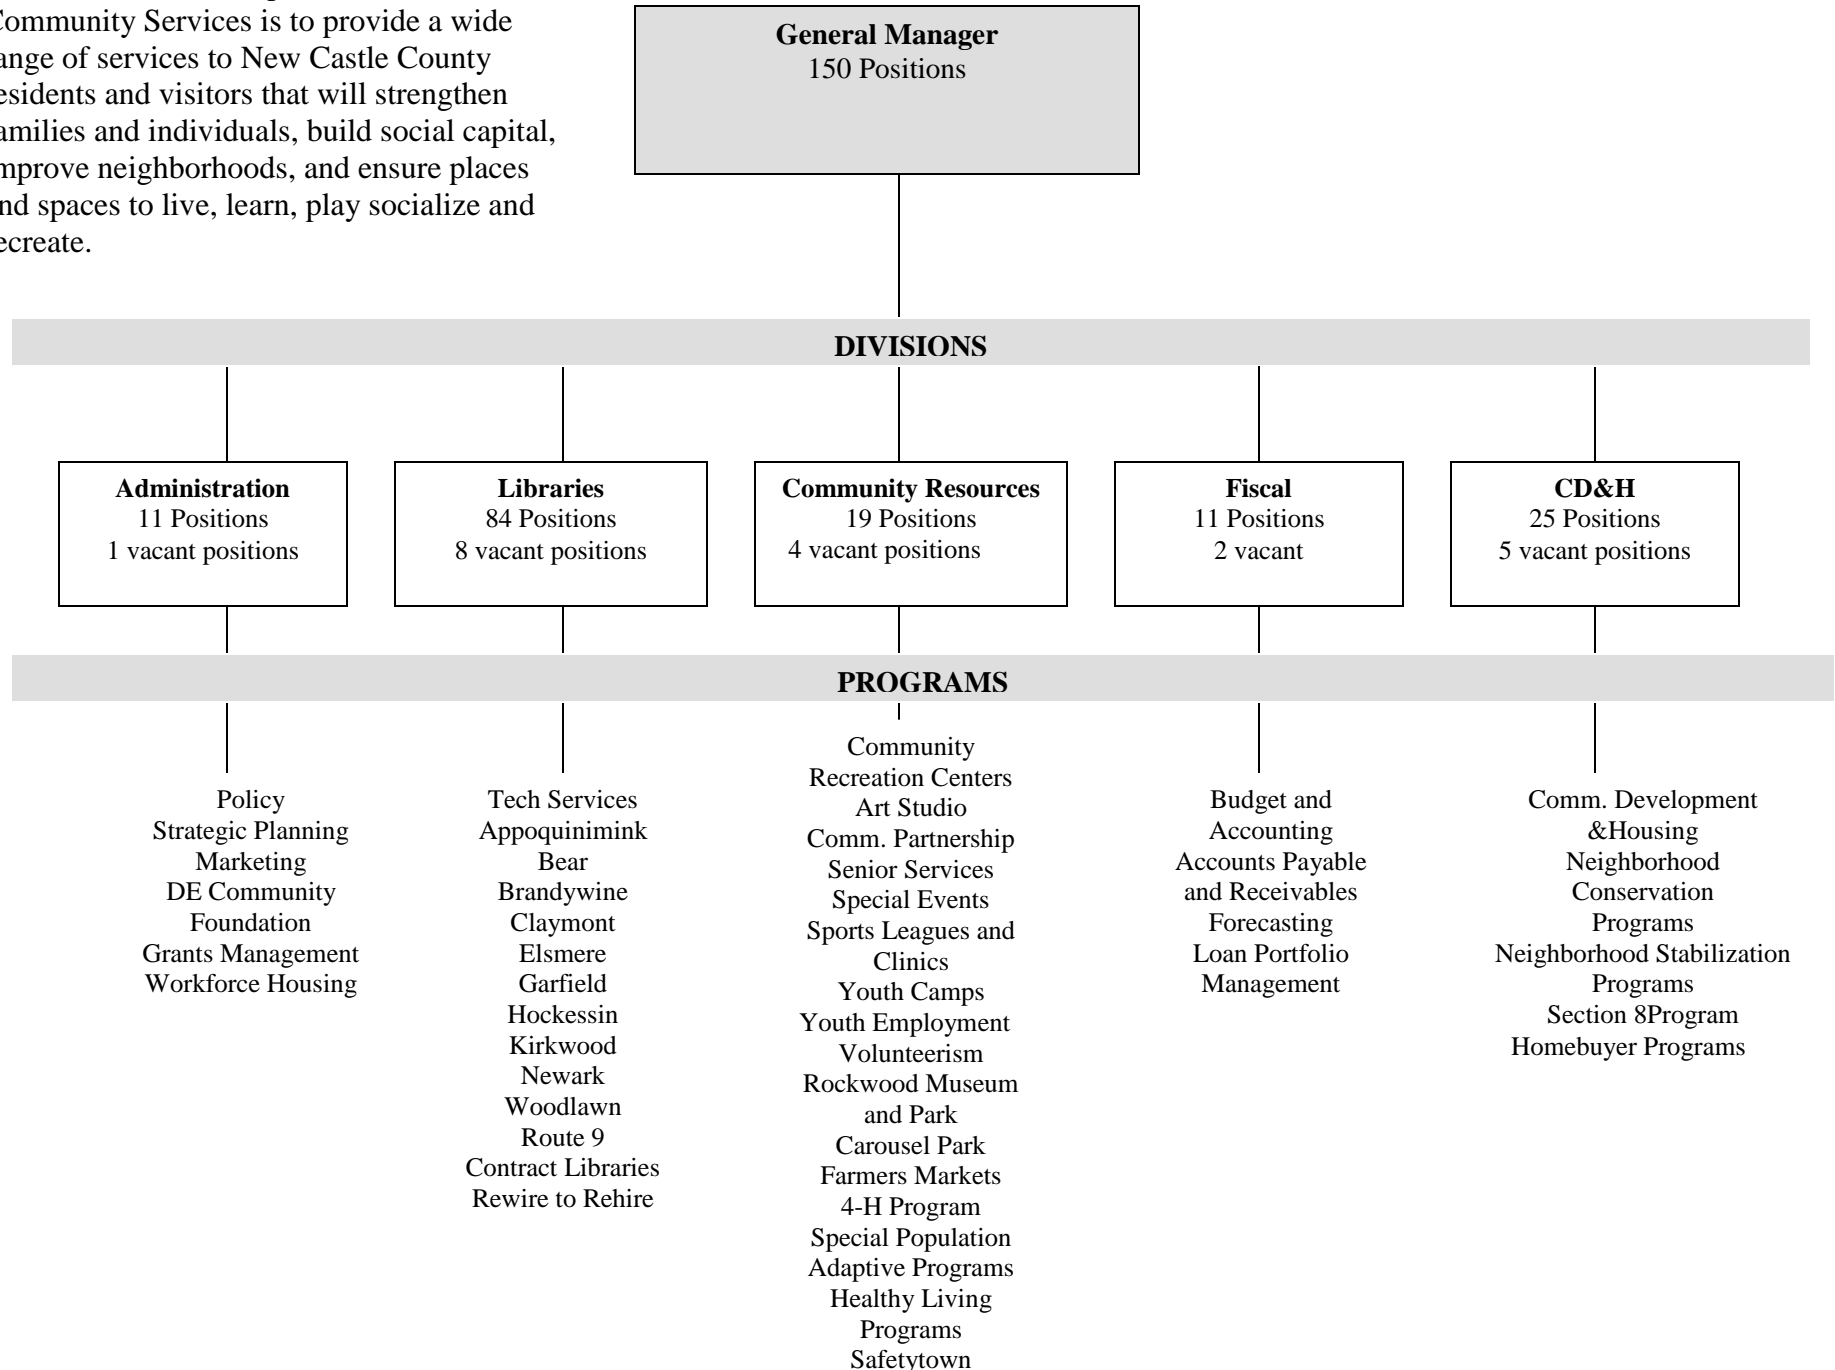 Community Services is to provide a wide
range of services to New Castle County
residents and visitors that will strengthen
families and individuals, build social capital,
improve neighborhoods, and ensure places
and spaces to live, learn, play socialize and
recreate.
General Manager
150 Positions
DIVISIONS
Administration
11 Positions
1 vacant positions
Libraries
84 Positions
8 vacant positions
Community Resources
19 Positions
4 vacant positions
Fiscal
11 Positions
2 vacant
CD&H
25 Positions
5 vacant positions
PROGRAMS
Policy
Strategic Planning
Marketing
DE Community
Foundation
Grants Management
Workforce Housing
Tech Services
Appoquinimink
Bear
Brandywine
Claymont
Elsmere
Garfield
Hockessin
Kirkwood
Newark
Woodlawn
Route 9
Contract Libraries
Rewire to Rehire
Community
Recreation Centers
Art Studio
Comm. Partnership
Senior Services
Special Events
Sports Leagues and
Clinics
Youth Camps
Youth Employment
Volunteerism
Rockwood Museum
and Park
Carousel Park
Farmers Markets
4-H Program
Special Population
Adaptive Programs
Healthy Living
Programs
Safetytown
Budget and
Accounting
Accounts Payable
and Receivables
Forecasting
Loan Portfolio
Management
Comm. Development
&Housing
Neighborhood
Conservation
Programs
Neighborhood Stabilization
Programs
Section 8Program
Homebuyer Programs